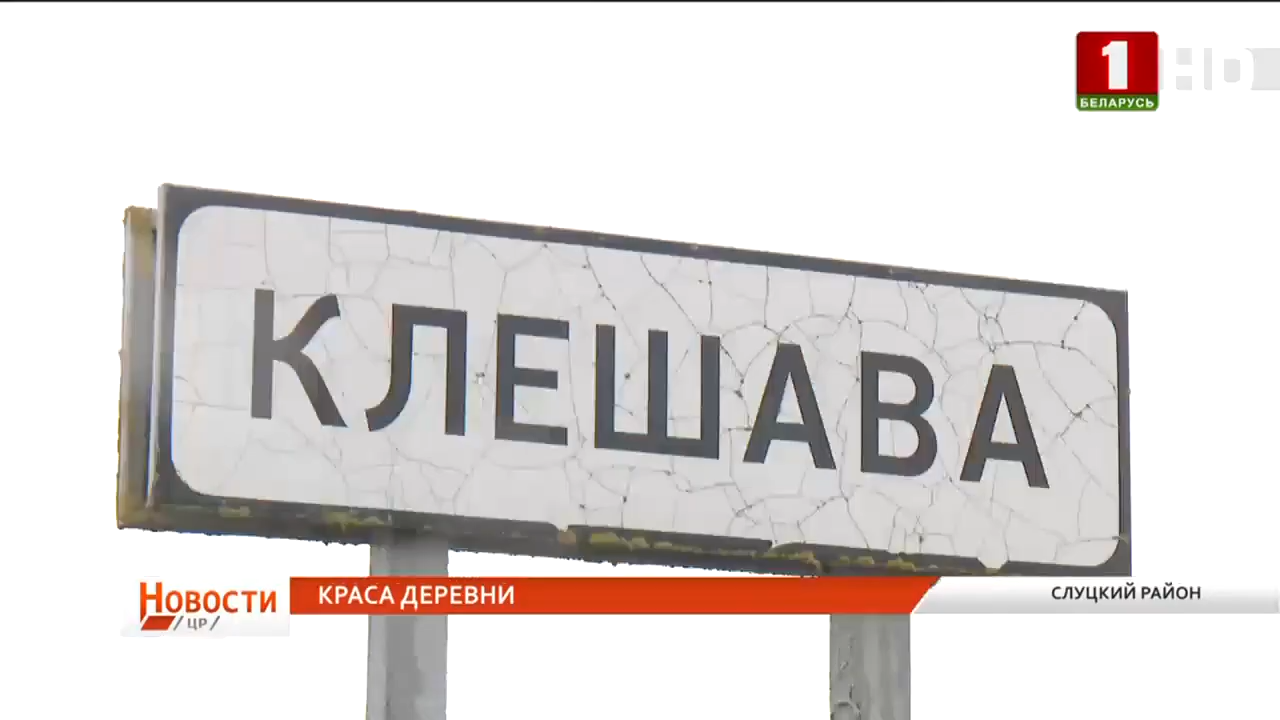 1
HD
БЕЛАРУСЬ
КЛЕШАВА
НОВОСТИ
/ЦР/
КРАСА ДЕРЕВНИ
СЛУЦКИЙ РАЙОН